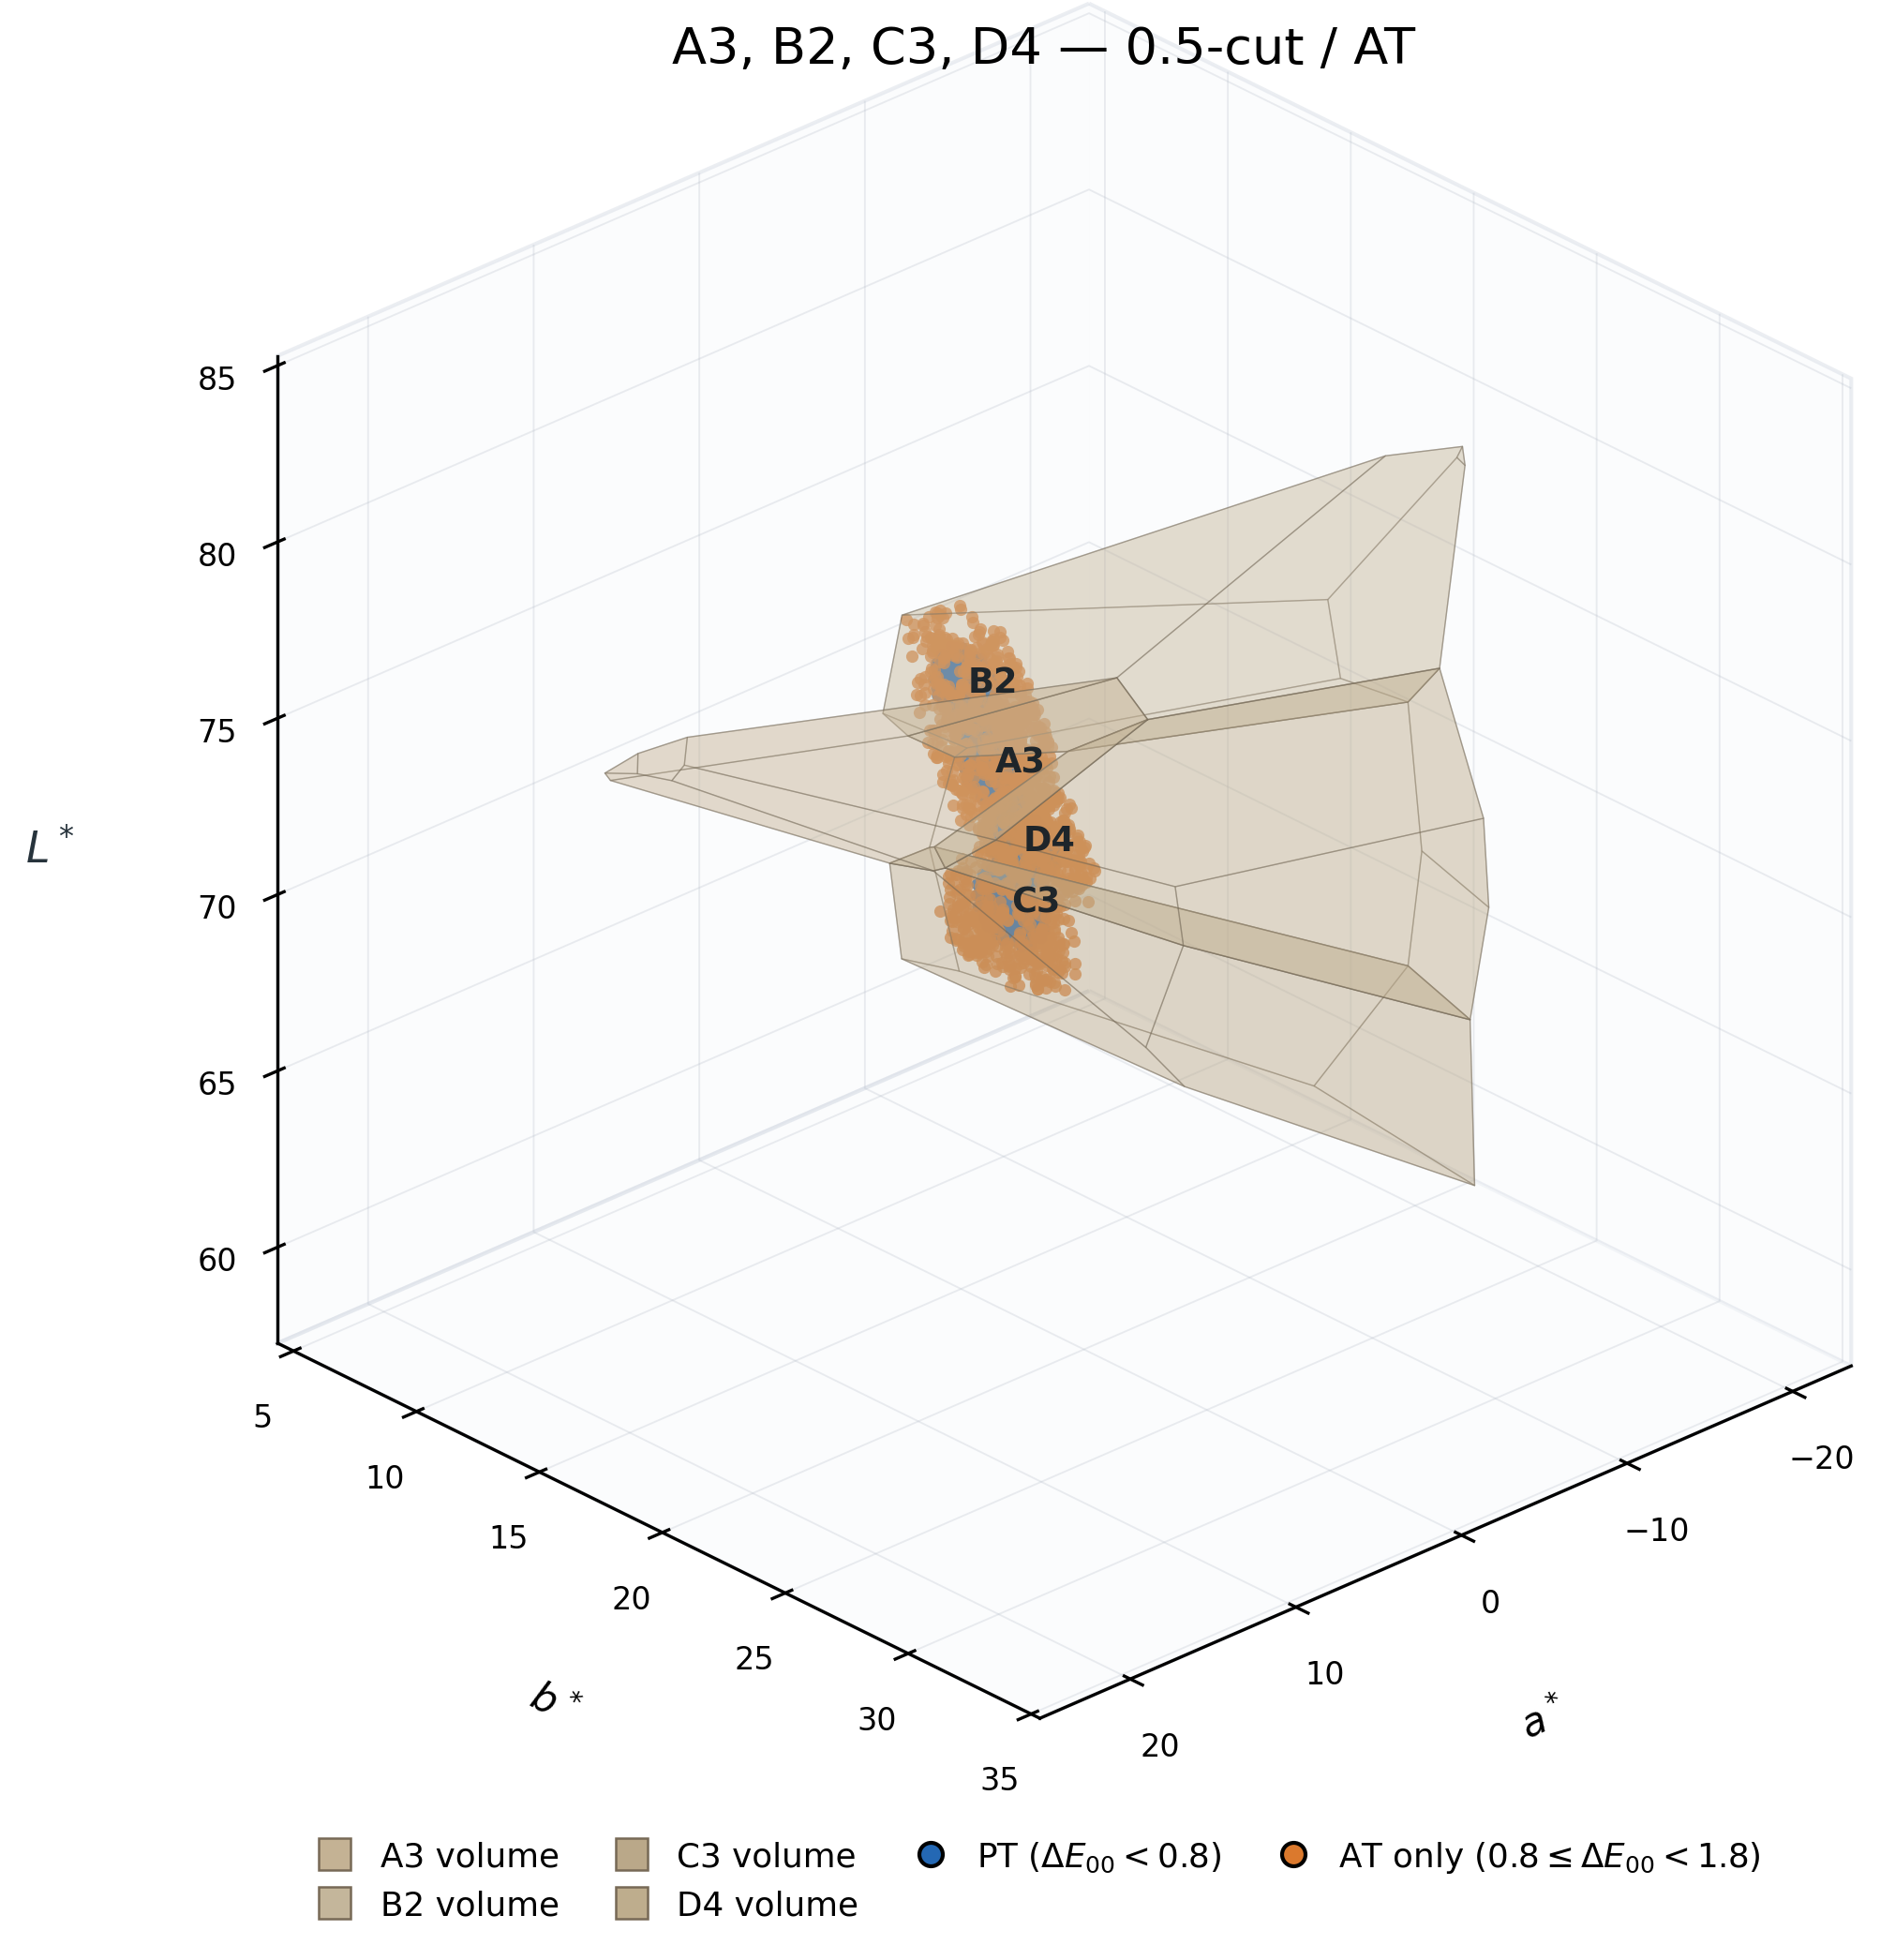 A3, B2, C3, D4 — 0.5-cut / AT
85
80
75
70
65
60
L*
B2
A3
D4
C3
5
10
15
20
25
30
35
b*
20
10
0
−10
−20
a*
A3 volume
B2 volume
C3 volume
D4 volume
PT (ΔE₀₀ < 0.8)
AT only (0.8 ≤ ΔE₀₀ < 1.8)